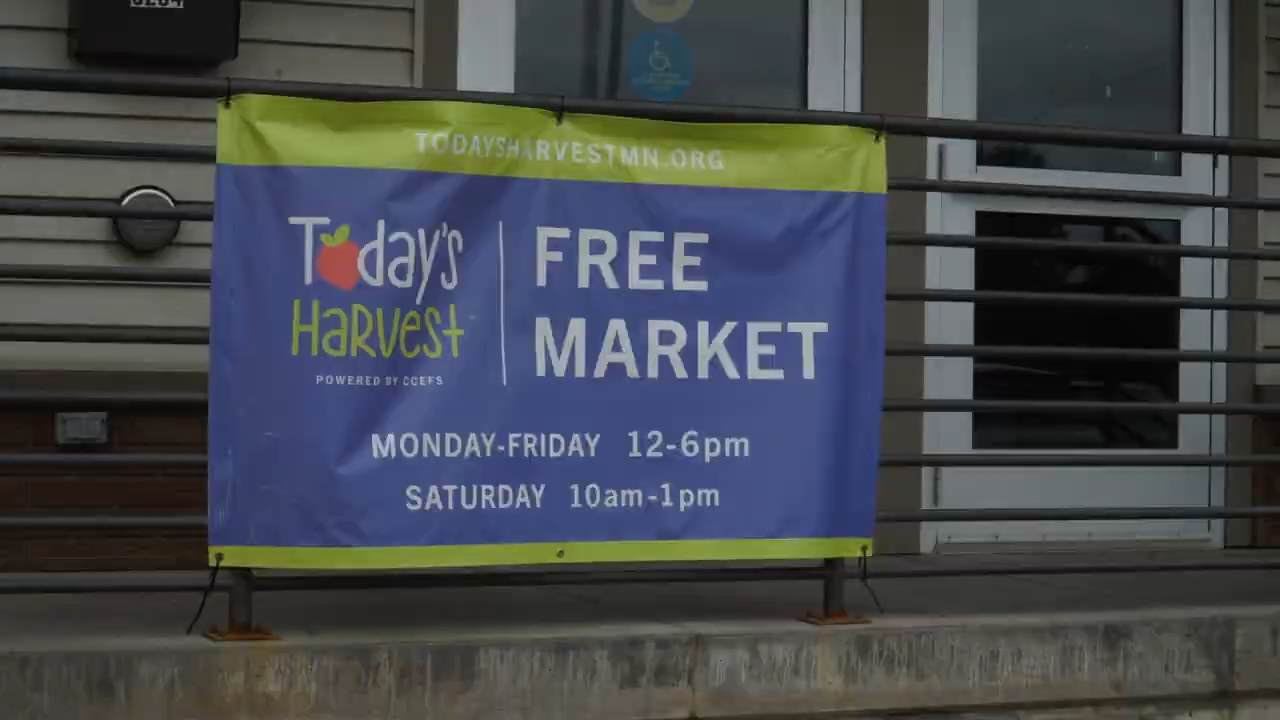 TODAYSHARVESTMN.ORG
Today's
Harvest
POWERED BY CCEFS
FREE
MARKET
MONDAY-FRIDAY 12-6pm
SATURDAY 10am-1pm